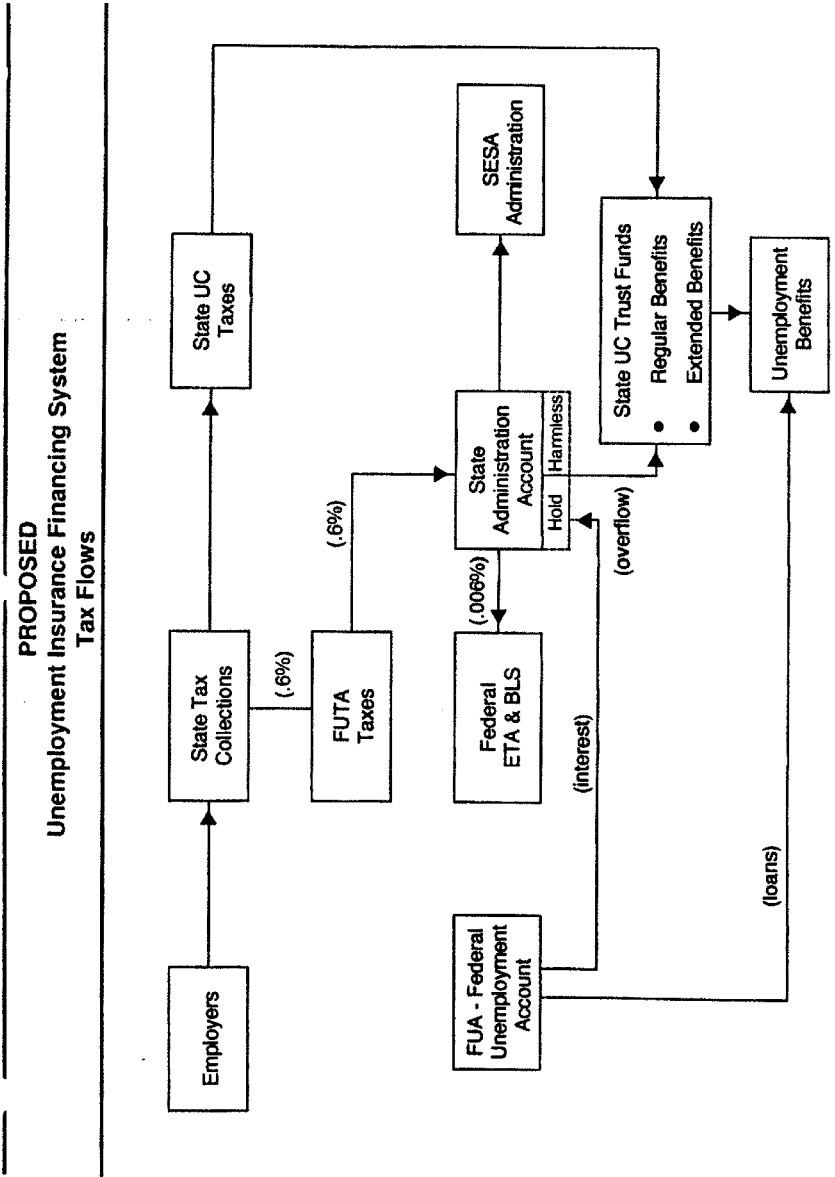 PROPOSED
Unemployment Insurance Financing System
Tax Flows
Employers
State Tax
Collections
State UC
Taxes
(.6%)
FUTA
Taxes
(.6%)
FUA - Federal
Unemployment
Account
Federal
ETA & BLS
(.006%)
State
Administration
Account
Hold Harmless
SESA
Administration
(interest)
(overflow)
State UC Trust Funds
● Regular Benefits
● Extended Benefits
(loans)
Unemployment
Benefits